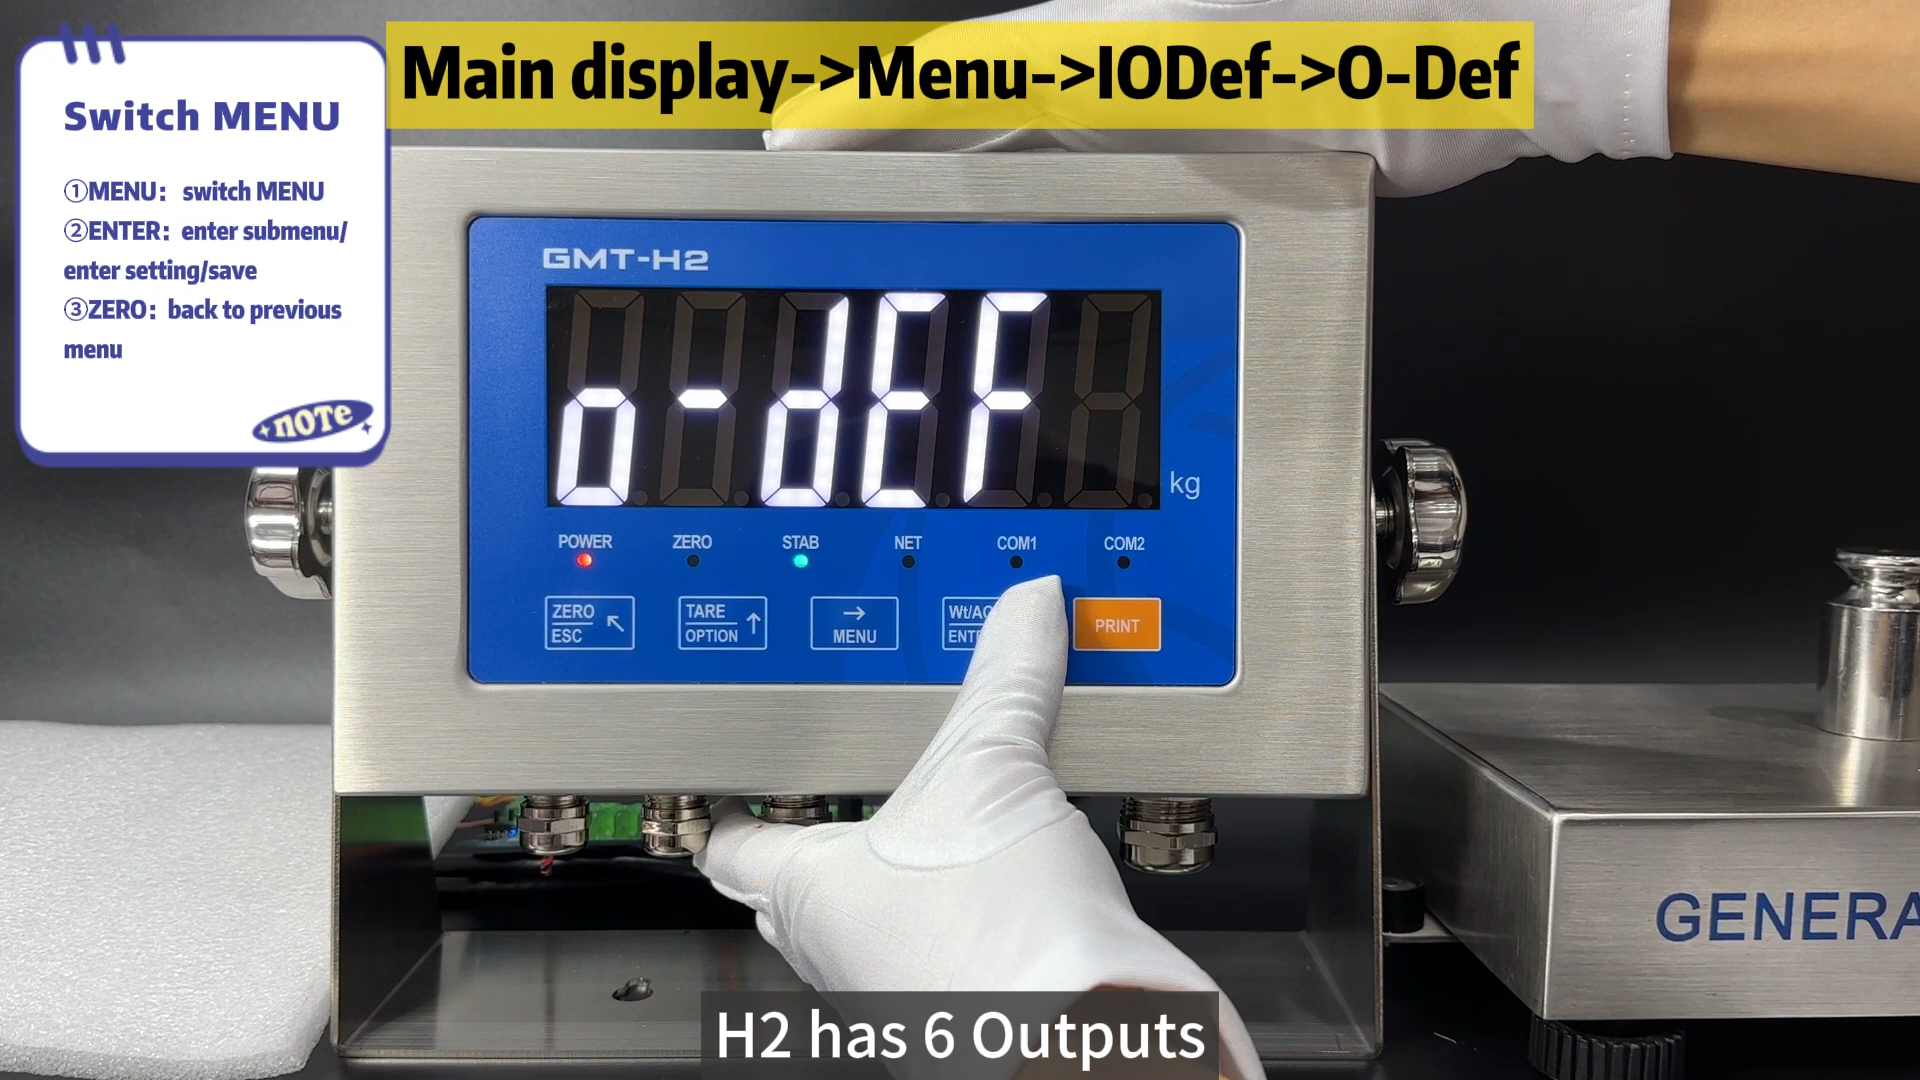 Main display->Menu->IODef->O-Def
Switch MENU
①MENU: switch MENU
②ENTER: enter submenu/
enter setting/save
③ZERO: back to previous
menu
NOTe
GMT-H2
o-dEF
kg
POWER ZERO STAB NET COM1 COM2
ZERO
ESC
TARE
OPTION
MENU
PRINT
GENERA
H2 has 6 Outputs